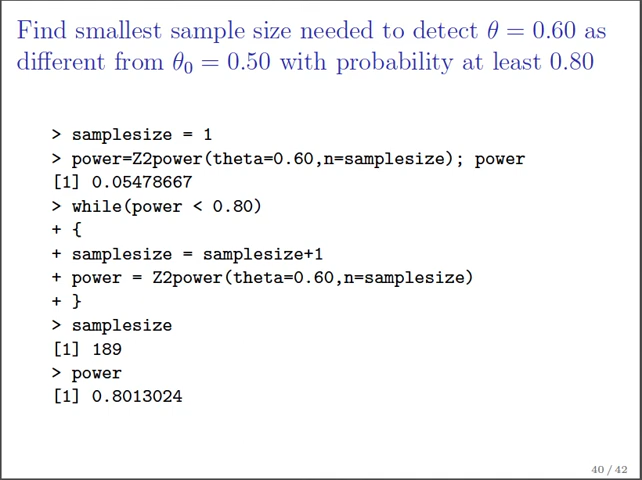 Find smallest sample size needed to detect θ = 0.60 as
different from θ₀ = 0.50 with probability at least 0.80
> samplesize = 1
> power=Z2power(theta=0.60,n=samplesize); power
[1] 0.05478667
> while(power < 0.80)
+ {
+ samplesize = samplesize+1
+ power = Z2power(theta=0.60,n=samplesize)
+ }
> samplesize
[1] 189
> power
[1] 0.8013024
40 / 42